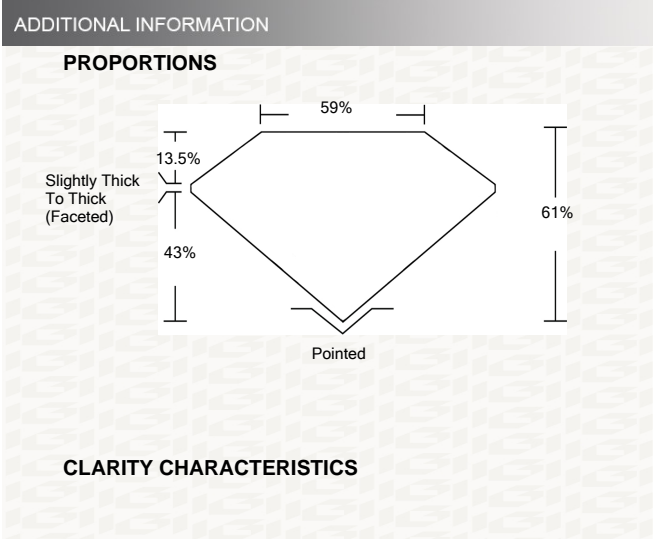 ADDITIONAL INFORMATION
PROPORTIONS
59%
13.5%
Slightly Thick
To Thick
(Faceted)
61%
43%
Pointed
CLARITY CHARACTERISTICS